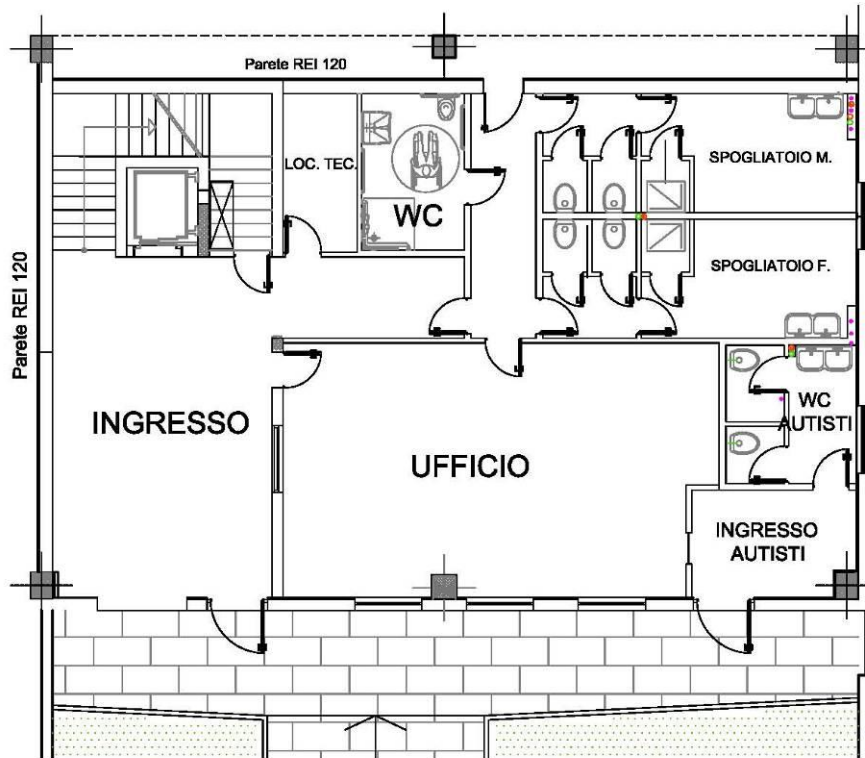 Parete REI 120
SPOGLIATOIO M.
LOC. TEC.
WC
SPOGLIATOIO F.
Parete REI 120
INGRESSO
WC
AUTISTI
UFFICIO
INGRESSO
AUTISTI